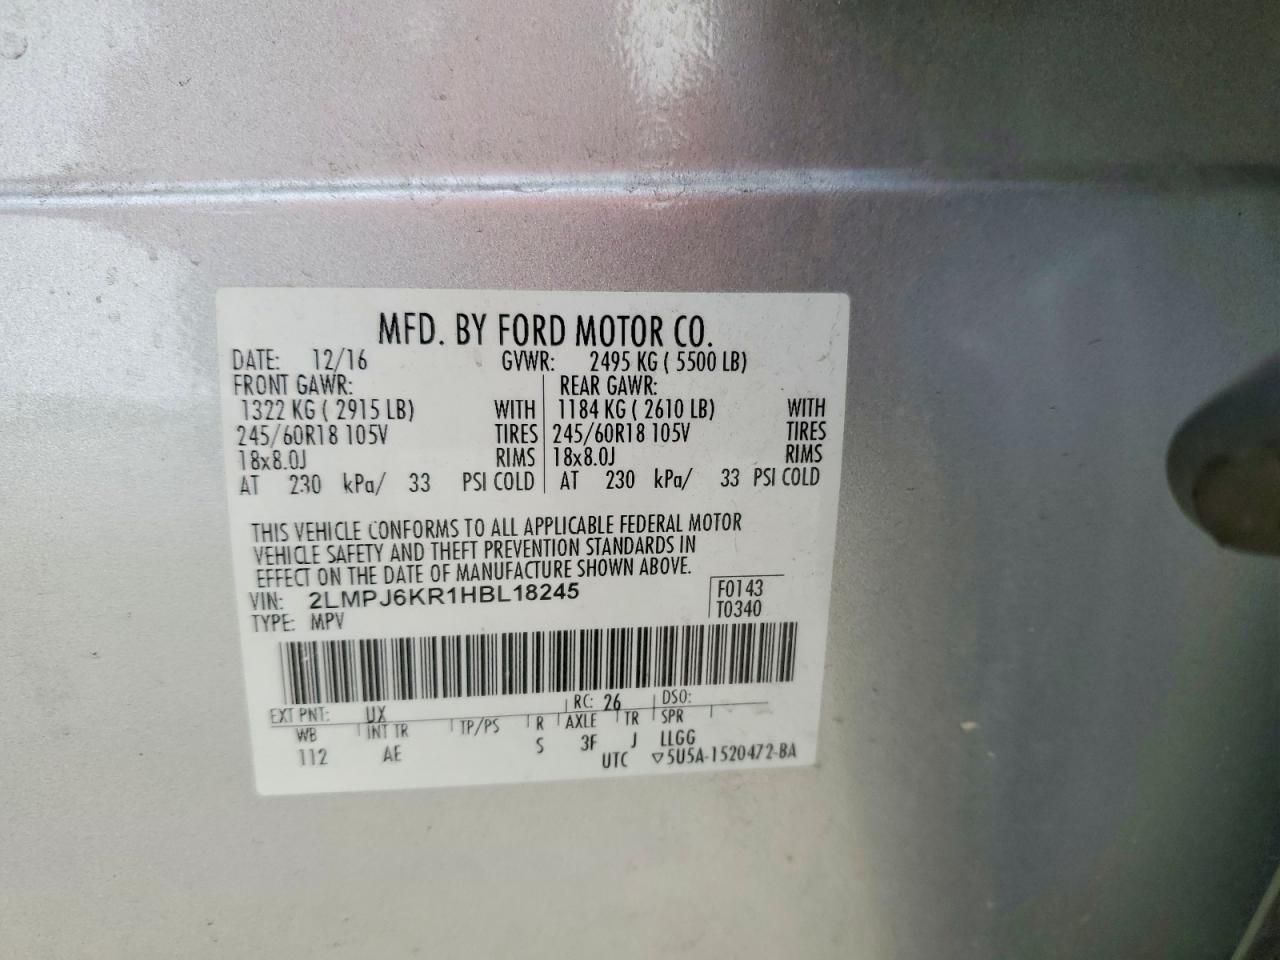 MFD. BY FORD MOTOR CO.
DATE: 12/16 GVWR: 2495 KG ( 5500 LB)
FRONT GAWR: REAR GAWR:
1322 KG ( 2915 LB) WITH 1184 KG ( 2610 LB) WITH
245/60R18 105V TIRES 245/60R18 105V TIRES
18x8.0J RIMS 18x8.0J RIMS
AT 230 kPa/ 33 PSI COLD AT 230 kPa/ 33 PSI COLD
THIS VEHICLE CONFORMS TO ALL APPLICABLE FEDERAL MOTOR
VEHICLE SAFETY AND THEFT PREVENTION STANDARDS IN
EFFECT ON THE DATE OF MANUFACTURE SHOWN ABOVE.
VIN: 2LMPJ6KR1HBL18245 F0143
TYPE: MPV T0340
EXT PNT: UX RC: 26 DSO:
WB INT TR TP/PS R AXLE TR SPR
112 AE S 3F J LLGG
UTC ▽5U5A-1520472-BA